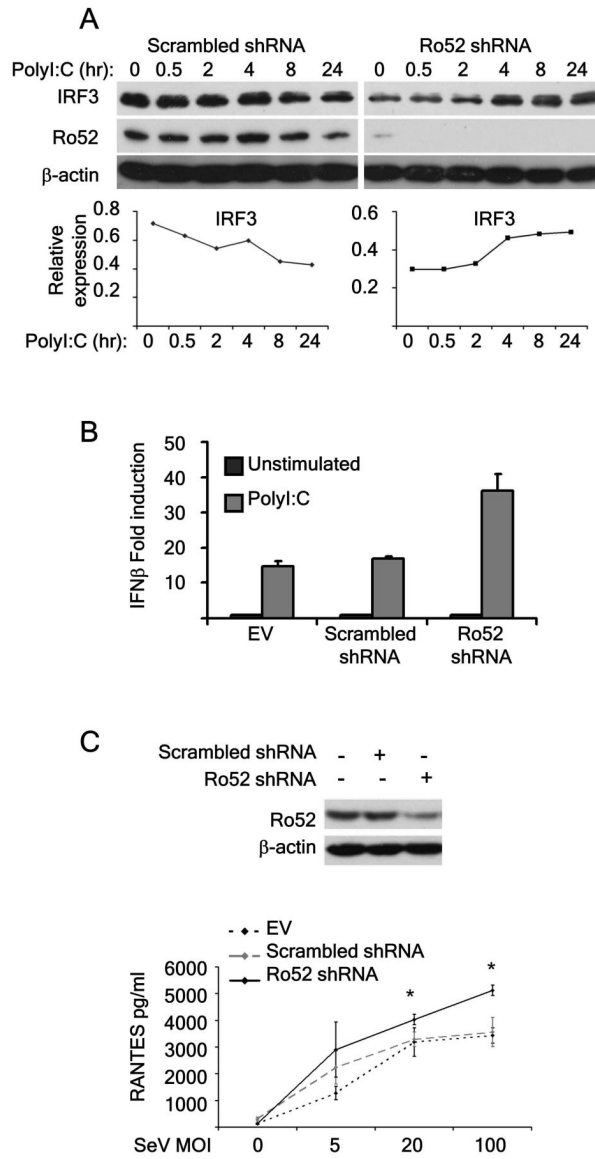 A
Scrambled shRNA Ro52 shRNA
PolyI:C (hr): 0 0.5 2 4 8 24 0 0.5 2 4 8 24
IRF3
Ro52
β-actin
0.8 IRF3 0.6 IRF3
0.6
0.4 0.4
0.2 0.2
Relative expression
PolyI:C (hr): 0 0.5 2 4 8 24 0 0.5 2 4 8 24
B
50
40
30
20
10
IFNβ Fold induction
Unstimulated
PolyI:C
EV Scrambled shRNA Ro52 shRNA
C
Scrambled shRNA - + -
Ro52 shRNA - - +
Ro52
β-actin
EV
Scrambled shRNA
Ro52 shRNA
6000
5000
4000
3000
2000
1000
RANTES pg/ml
* *
SeV MOI 0 5 20 100